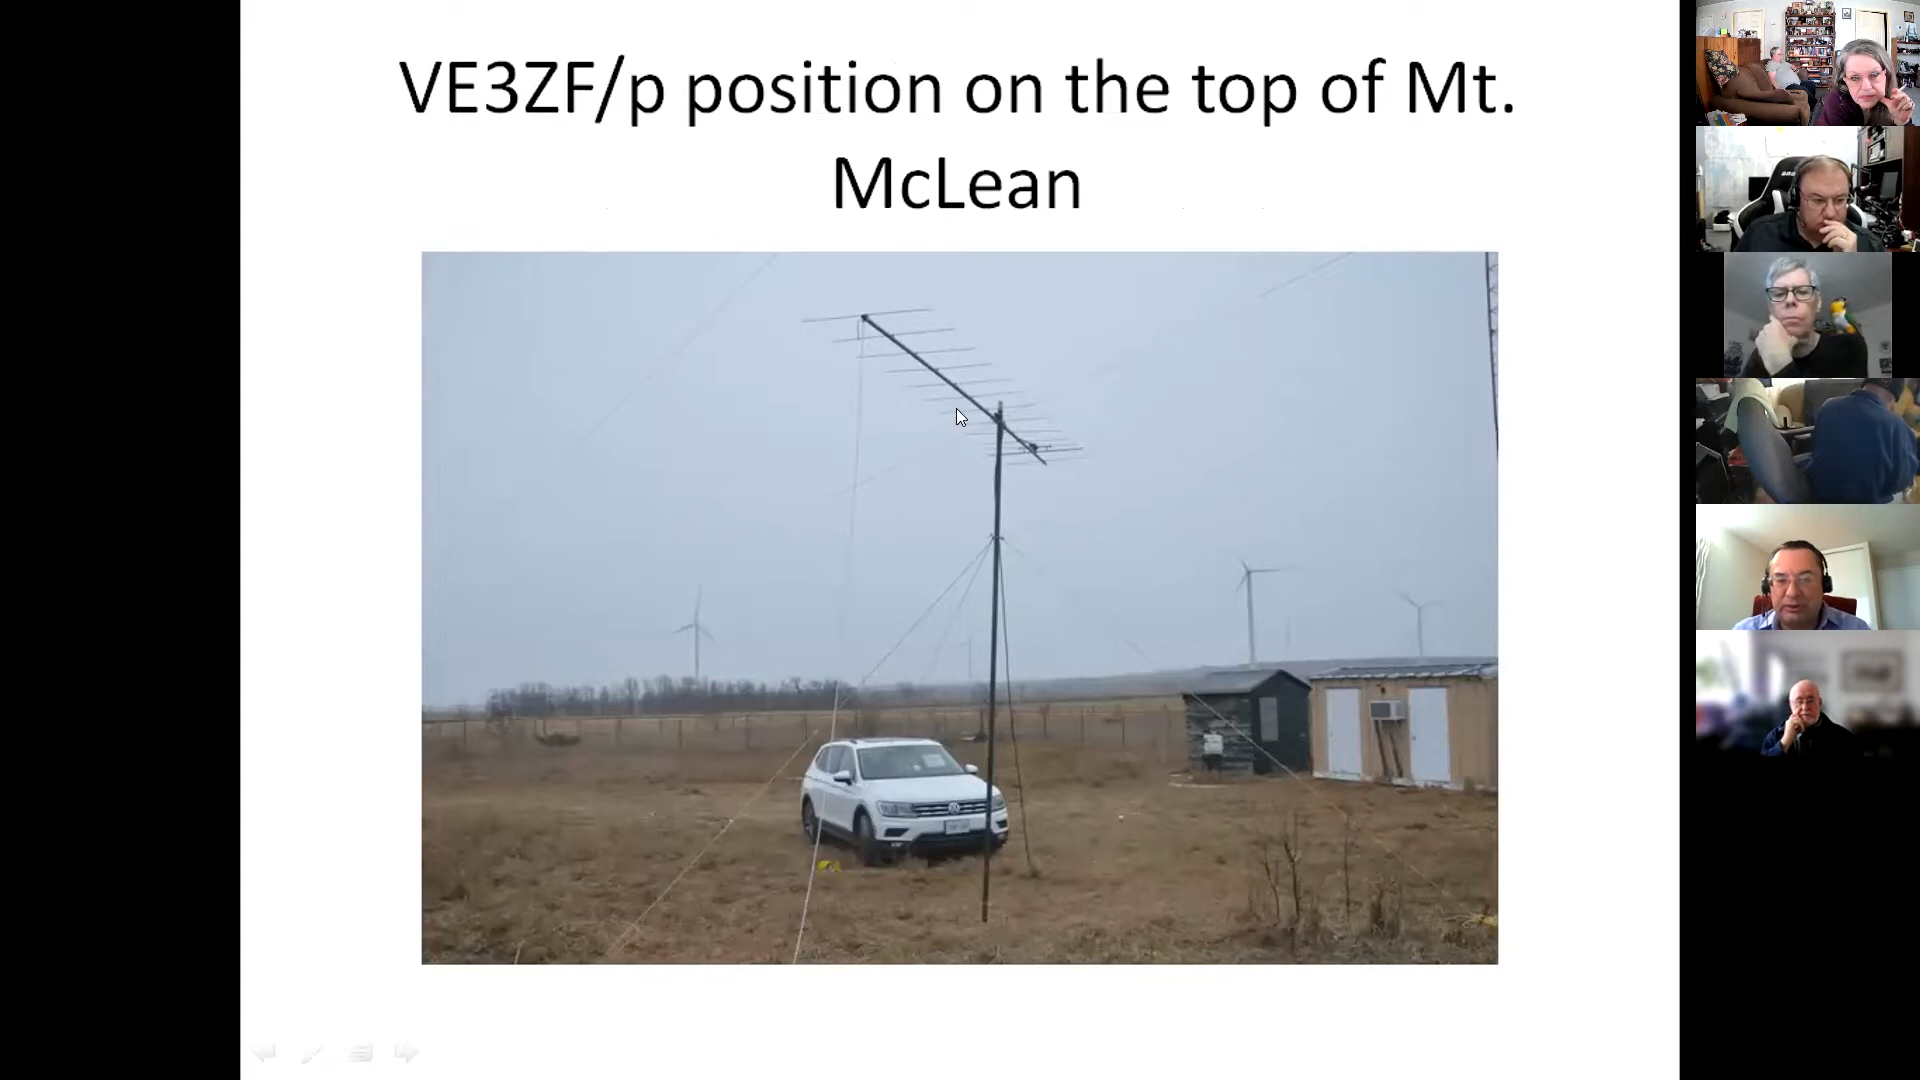 VE3ZF/p position on the top of Mt.
McLean